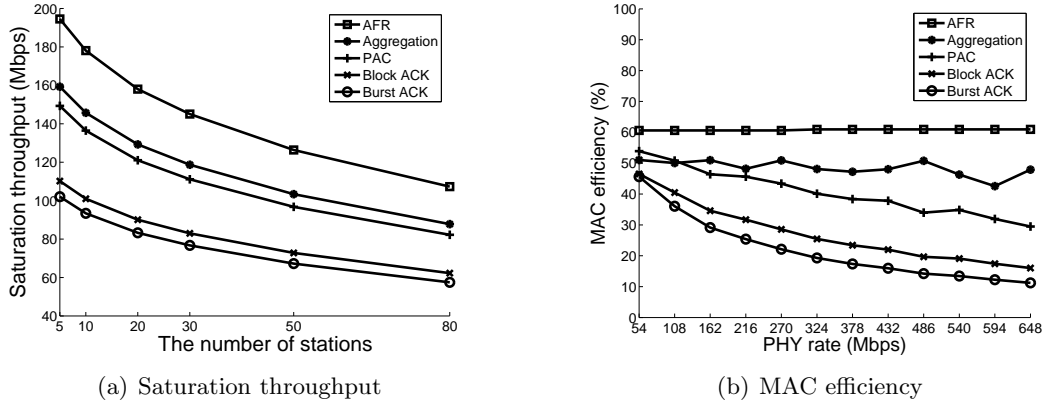 200
180
160
140
120
100
80
60
40
5 10 20 30 50 80
Saturation throughput (Mbps)
The number of stations
AFR
Aggregation
PAC
Block ACK
Burst ACK
(a) Saturation throughput
100
90
80
70
60
50
40
30
20
10
0
54 108 162 216 270 324 378 432 486 540 594 648
MAC efficiency (%)
PHY rate (Mbps)
AFR
Aggregation
PAC
Block ACK
Burst ACK
(b) MAC efficiency